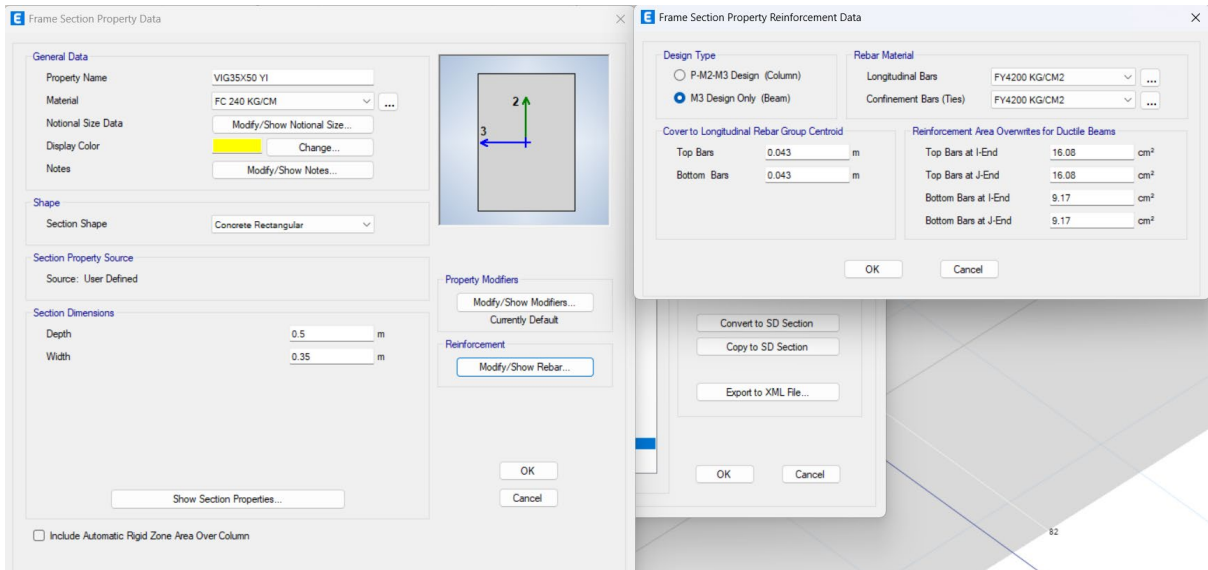 E Frame Section Property Data
General Data
Property Name VIG35X50 YI
Material FC 240 KG/CM ...
Notional Size Data Modify/Show Notional Size...
Display Color Change...
Notes Modify/Show Notes...
2
3
Shape
Section Shape Concrete Rectangular
Section Property Source
Source: User Defined
Section Dimensions
Depth 0.5 m
Width 0.35 m
Property Modifiers
Modify/Show Modifiers...
Currently Default
Reinforcement
Modify/Show Rebar...
OK
Cancel
Show Section Properties...
Include Automatic Rigid Zone Area Over Column
E Frame Section Property Reinforcement Data
Design Type
P-M2-M3 Design (Column)
M3 Design Only (Beam)
Rebar Material
Longitudinal Bars FY4200 KG/CM2 ...
Confinement Bars (Ties) FY4200 KG/CM2 ...
Cover to Longitudinal Rebar Group Centroid
Top Bars 0.043 m
Bottom Bars 0.043 m
Reinforcement Area Overwrites for Ductile Beams
Top Bars at I-End 16.08 cm²
Top Bars at J-End 16.08 cm²
Bottom Bars at I-End 9.17 cm²
Bottom Bars at J-End 9.17 cm²
OK Cancel
Convert to SD Section
Copy to SD Section
Export to XML File...
OK Cancel
82